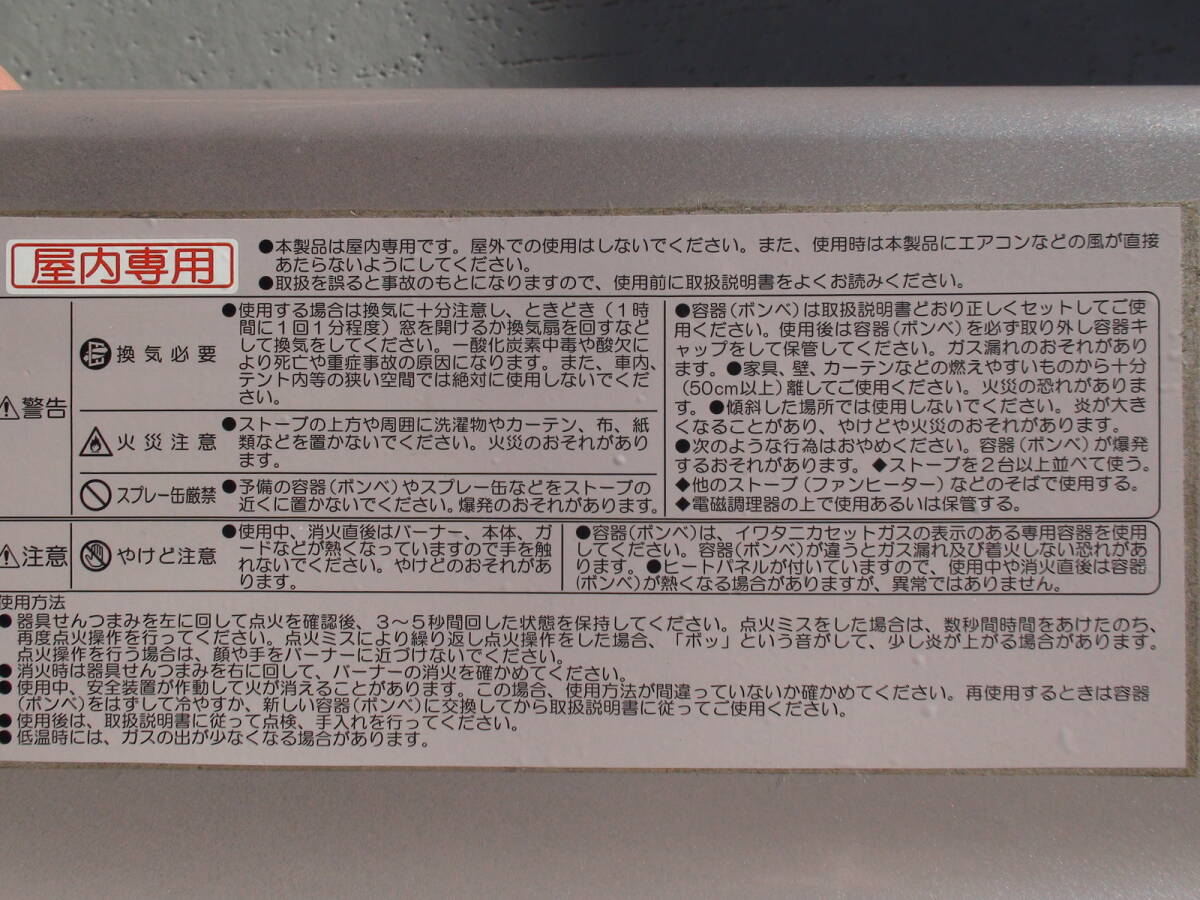 屋内専用
●本製品は屋内専用です。屋外での使用はしないでください。また、使用時は本製品にエアコンなどの風が直接
あたらないようにしてください。
●取扱を誤ると事故のもとになりますので、使用前に取扱説明書をよくお読みください。
警告
換気必要
●使用する場合は換気に十分注意し、ときどき(1時
間に1回1分程度)窓を開けるか換気扇を回すなど
して換気をしてください。一酸化炭素中毒や酸欠に
より死亡や重症事故の原因になります。また、車内、
テント内等の狭い空間では絶対に使用しないでくだ
さい。
火災注意
●ストーブの上方や周囲に洗濯物やカーテン、布、紙
類などを置かないでください。火災のおそれがあり
ます。
スプレー缶厳禁
●予備の容器(ボンベ)やスプレー缶などをストーブの
近くに置かないでください。爆発のおそれがあります。
●容器(ボンベ)は取扱説明書どおり正しくセットしてご使
用ください。使用後は容器(ボンベ)を必ず取り外し容器キ
ャップをして保管してください。ガス漏れのおそれがあり
ます。●家具、壁、カーテンなどの燃えやすいものから十分
(50cm以上)離してご使用ください。火災の恐れがありま
す。●傾斜した場所では使用しないでください。炎が大き
くなることがあり、やけどや火災のおそれがあります。
●次のような行為はおやめください。容器(ボンベ)が爆発
するおそれがあります。◆ストーブを2台以上並べて使う。
◆他のストーブ(ファンヒーター)などのそばで使用する。
◆電磁調理器の上で使用あるいは保管する。
注意
やけど注意
●使用中、消火直後はバーナー、本体、ガ
ードなどが熱くなっていますので手を触
れないでください。やけどのおそれがあ
ります。
●容器(ボンベ)は、イワタニカセットガスの表示のある専用容器を使用
してください。容器(ボンベ)が違うとガス漏れ及び着火しない恐れがあ
ります。●ヒートパネルが付いていますので、使用中や消火直後は容器
(ボンベ)が熱くなる場合がありますが、異常ではありません。
使用方法
●器具せんつまみを左に回して点火を確認後、3〜5秒間回した状態を保持してください。点火ミスをした場合は、数秒間時間をあけたのち、
再度点火操作を行ってください。点火ミスにより繰り返し点火操作をした場合、「ボッ」という音がして、少し炎が上がる場合があります。
点火操作を行う場合は、顔や手をバーナーに近づけないでください。
●消火時は器具せんつまみを右に回して、バーナーの消火を確かめてください。
●使用中、安全装置が作動して火が消えることがあります。この場合、使用方法が間違っていないか確かめてください。再使用するときは容器
(ボンベ)をはずして冷やすか、新しい容器(ボンベ)に交換してから取扱説明書に従ってご使用ください。
●使用後は、取扱説明書に従って点検、手入れを行ってください。
●低温時には、ガスの出が少なくなる場合があります。